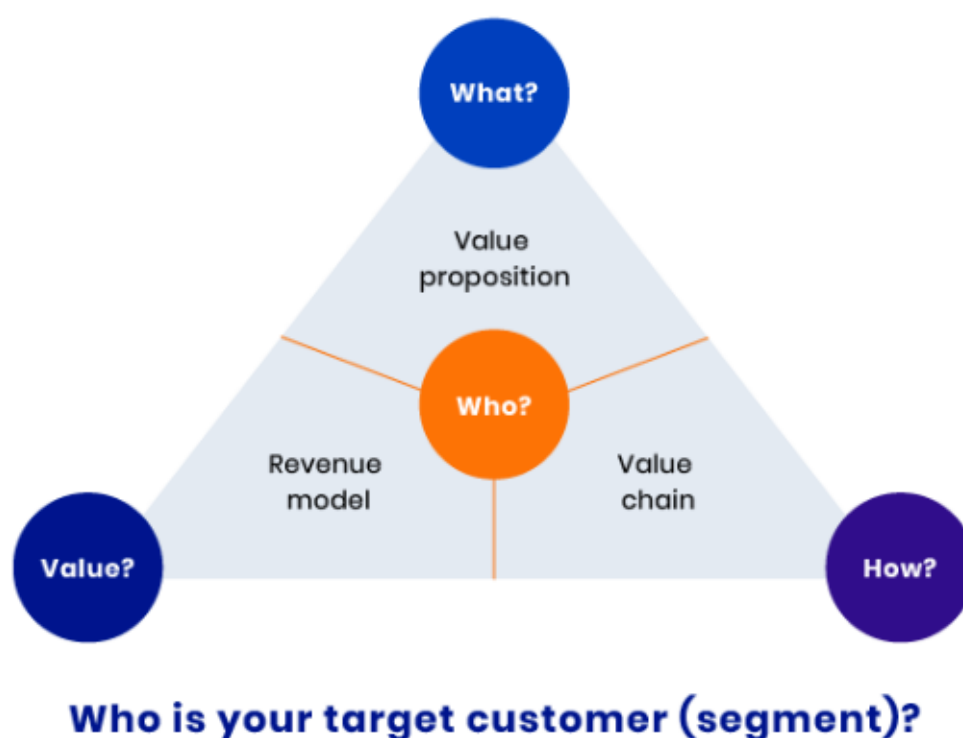 What?
Value
proposition
Who?
Revenue
model
Value
chain
Value?
How?
Who is your target customer (segment)?